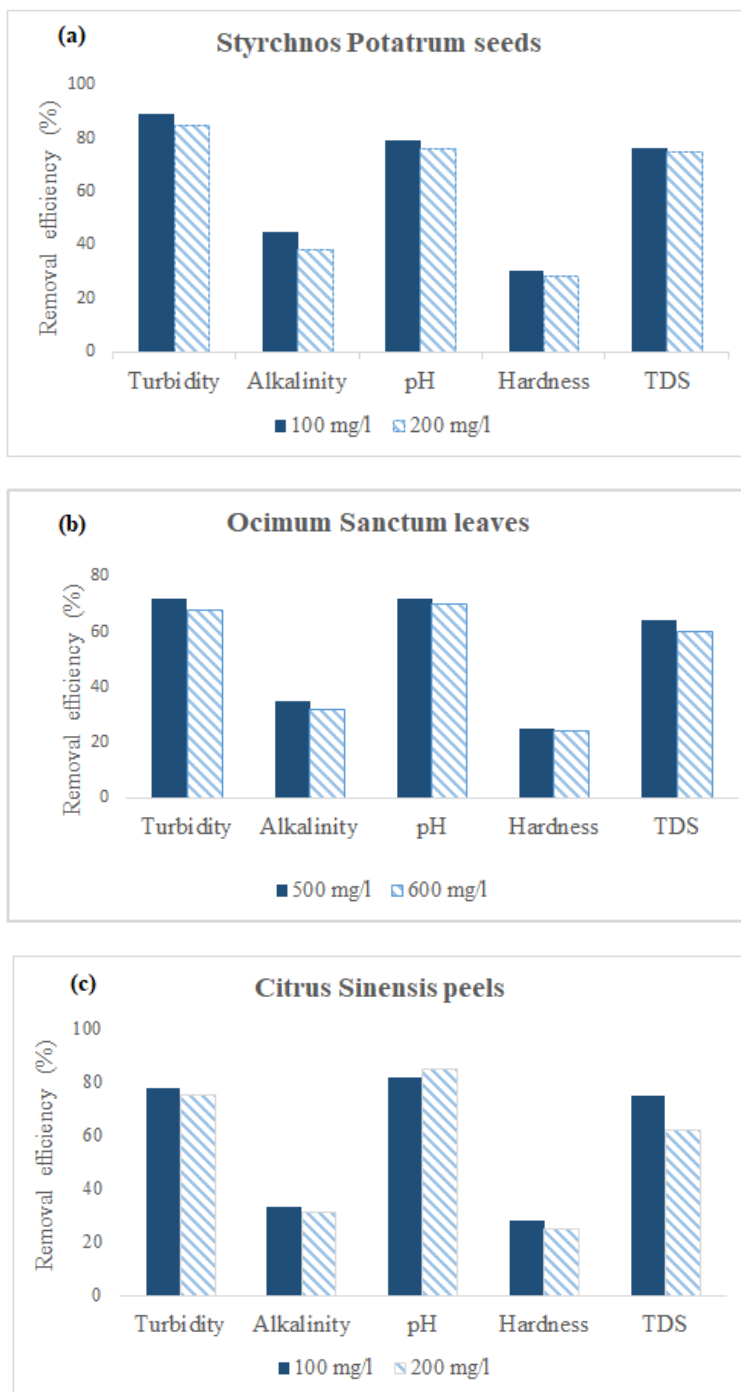 (a)
Styrchnos Potatrum seeds
Removal efficiency (%)
100
80
60
40
20
0
Turbidity Alkalinity pH Hardness TDS
100 mg/l 200 mg/l
(b)
Ocimum Sanctum leaves
Removal efficiency (%)
80
60
40
20
0
Turbidity Alkalinity pH Hardness TDS
500 mg/l 600 mg/l
(c)
Citrus Sinensis peels
Removal efficiency (%)
100
80
60
40
20
0
Turbidity Alkalinity pH Hardness TDS
100 mg/l 200 mg/l